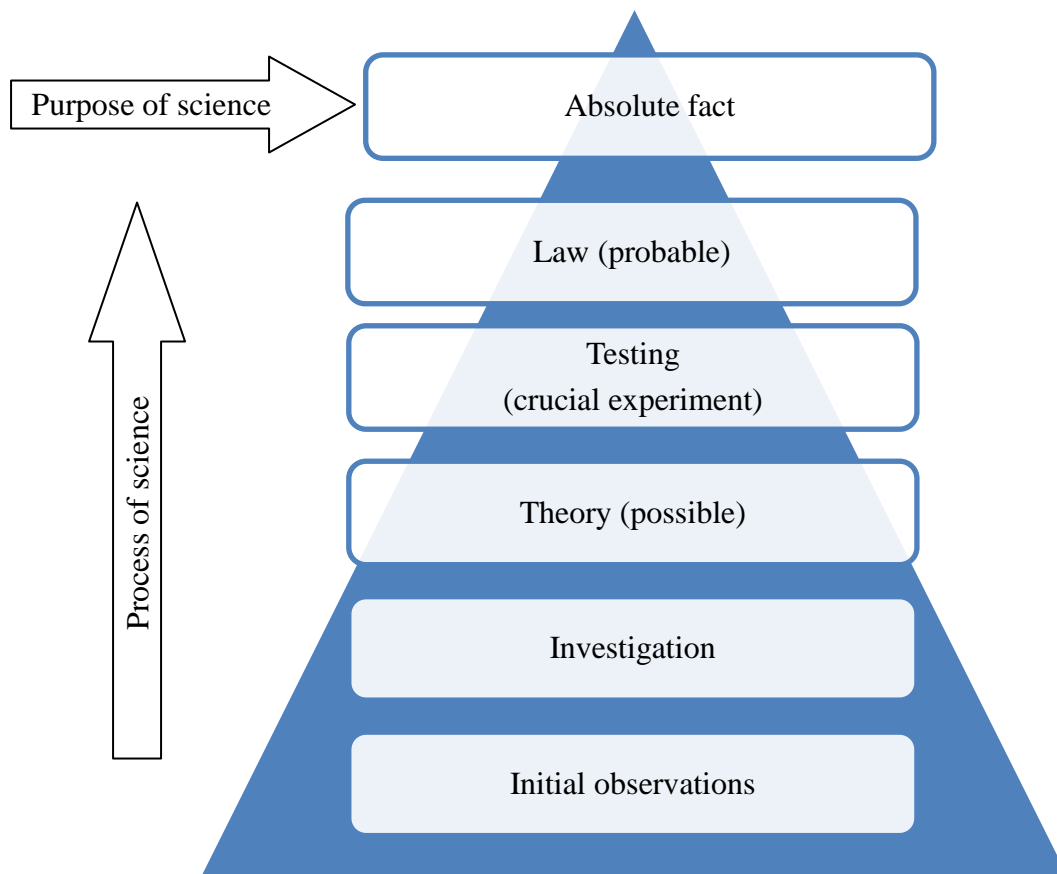 Purpose of science
Absolute fact
Law (probable)
Testing
(crucial experiment)
Theory (possible)
Process of science
Investigation
Initial observations